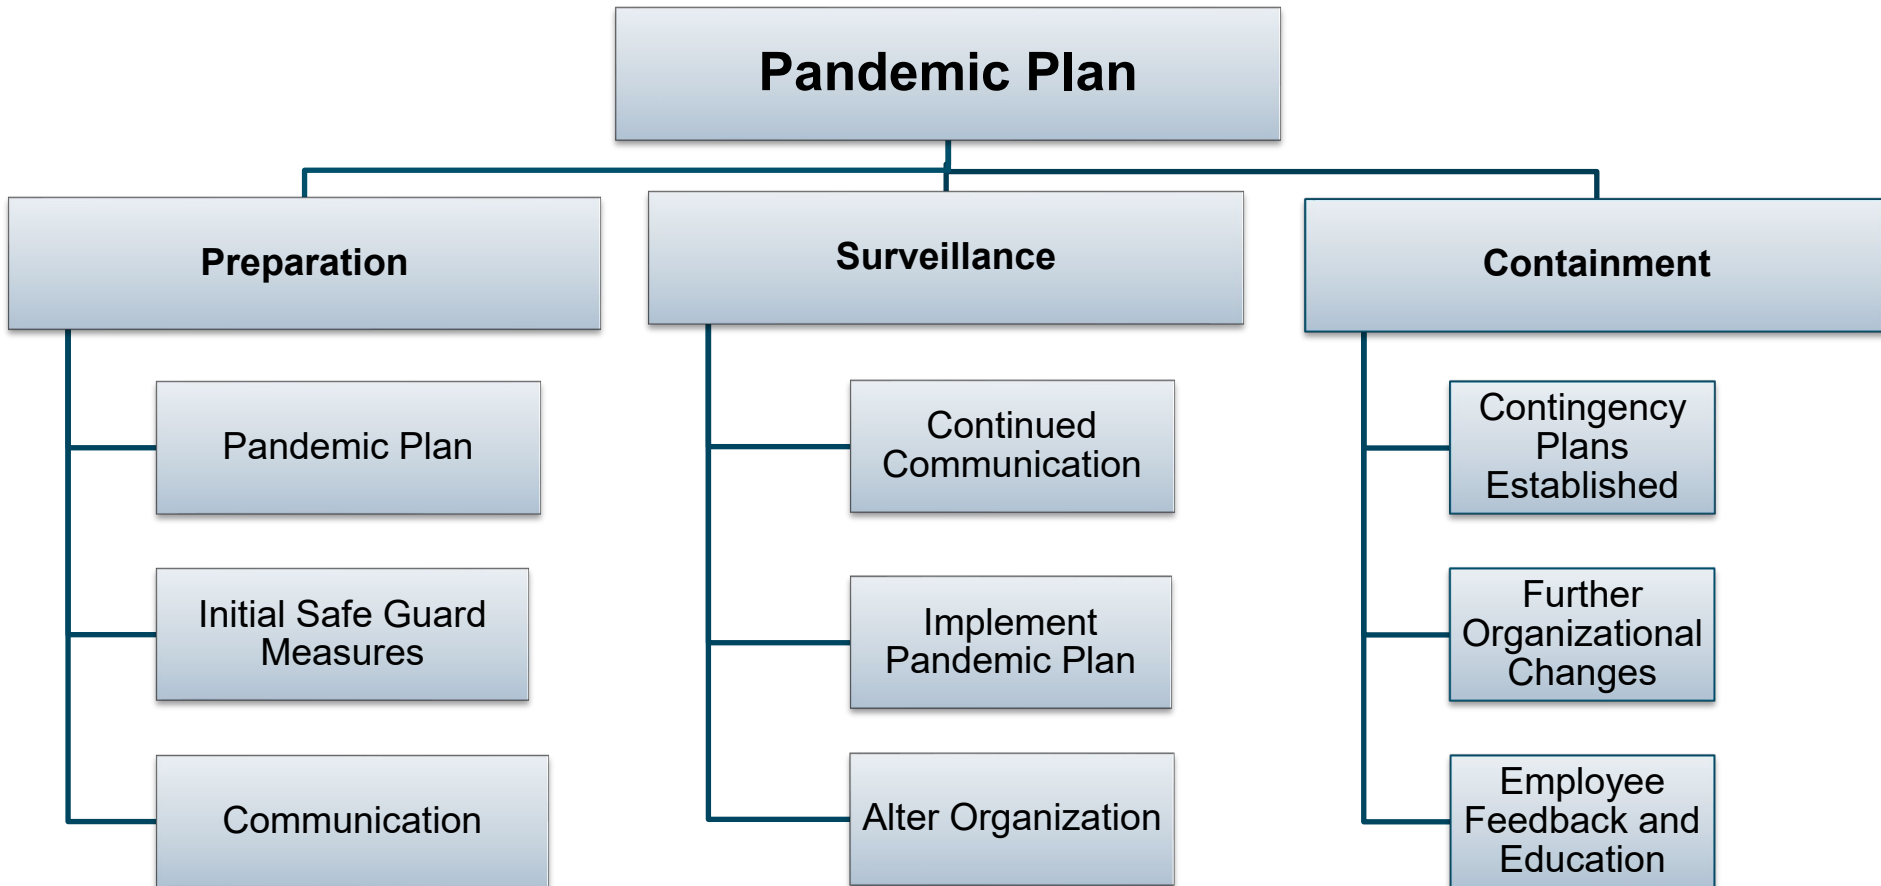 Pandemic Plan
Preparation
Surveillance
Containment
Pandemic Plan
Initial Safe Guard
Measures
Communication
Continued
Communication
Implement
Pandemic Plan
Alter Organization
Contingency
Plans
Established
Further
Organizational
Changes
Employee
Feedback and
Education